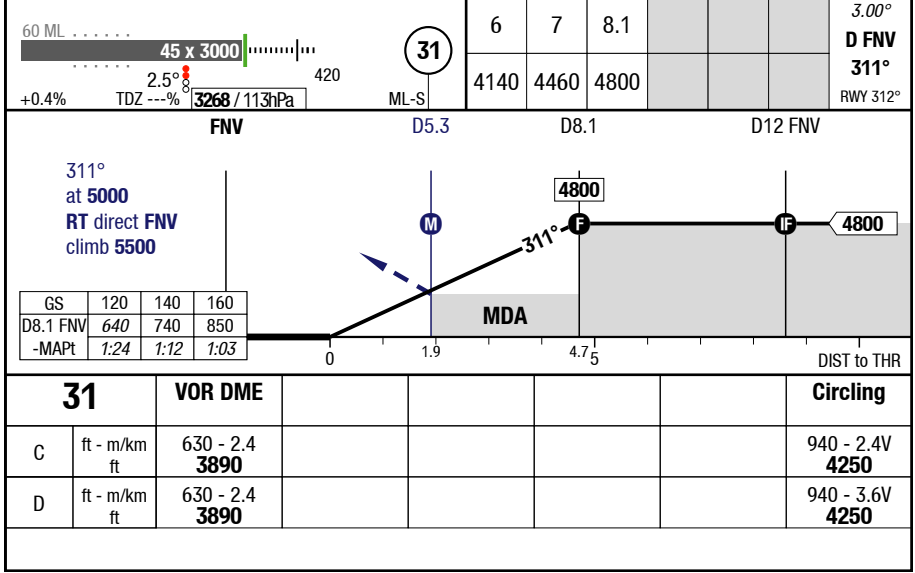 60 ML
45 x 3000
2.5°
420
+0.4%
TDZ ---%
3268 / 113hPa
31
ML-S
6 7 8.1
4140 4460 4800
3.00°
D FNV
311°
RWY 312°
FNV D5.3 D8.1 D12 FNV
311°
at 5000
RT direct FNV
climb 5500
4800
M
F
IF
4800
311°
MDA
GS 120 140 160
D8.1 FNV 640 740 850
-MAPt 1:24 1:12 1:03
0 1.9 4.7 5 DIST to THR
31 VOR DME Circling
C ft - m/km 630 - 2.4 940 - 2.4V
ft 3890 4250
D ft - m/km 630 - 2.4 940 - 3.6V
ft 3890 4250